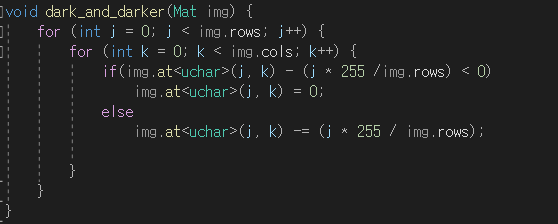 void dark_and_darker(Mat img) {
for (int j = 0; j < img.rows; j++) {
for (int k = 0; k < img.cols; k++) {
if(img.at<uchar>(j, k) - (j * 255 /img.rows) < 0)
img.at<uchar>(j, k) = 0;
else
img.at<uchar>(j, k) -= (j * 255 / img.rows);
}
}
}